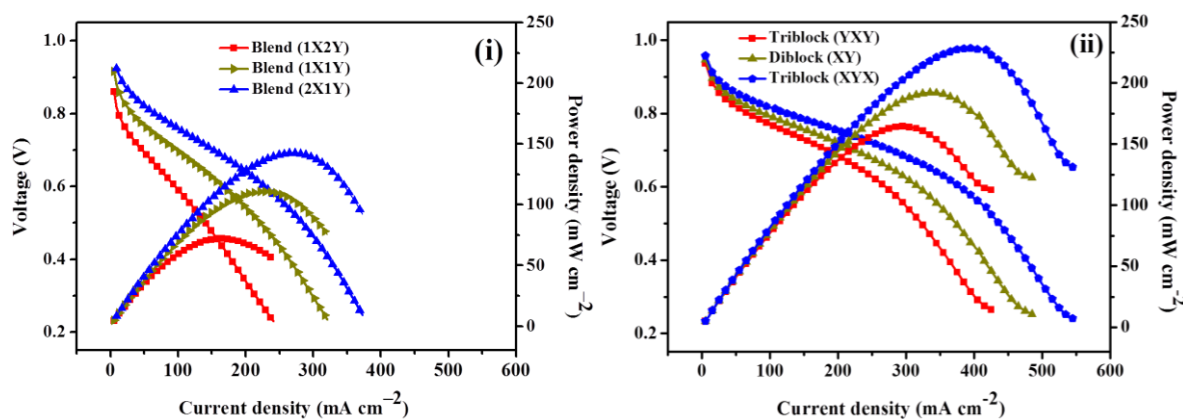 (i)
Blend (1X2Y)
Blend (1X1Y)
Blend (2X1Y)
Voltage (V)
1.0
0.8
0.6
0.4
0.2
0 100 200 300 400 500 600
Current density (mA cm⁻²)
250
200
150
100
50
0
Power density (mW cm⁻²)
(ii)
Triblock (YXY)
Diblock (XY)
Triblock (XYX)
Voltage (V)
1.0
0.8
0.6
0.4
0.2
0 100 200 300 400 500 600
Current density (mA cm⁻²)
250
200
150
100
50
0
Power density (mW cm⁻²)